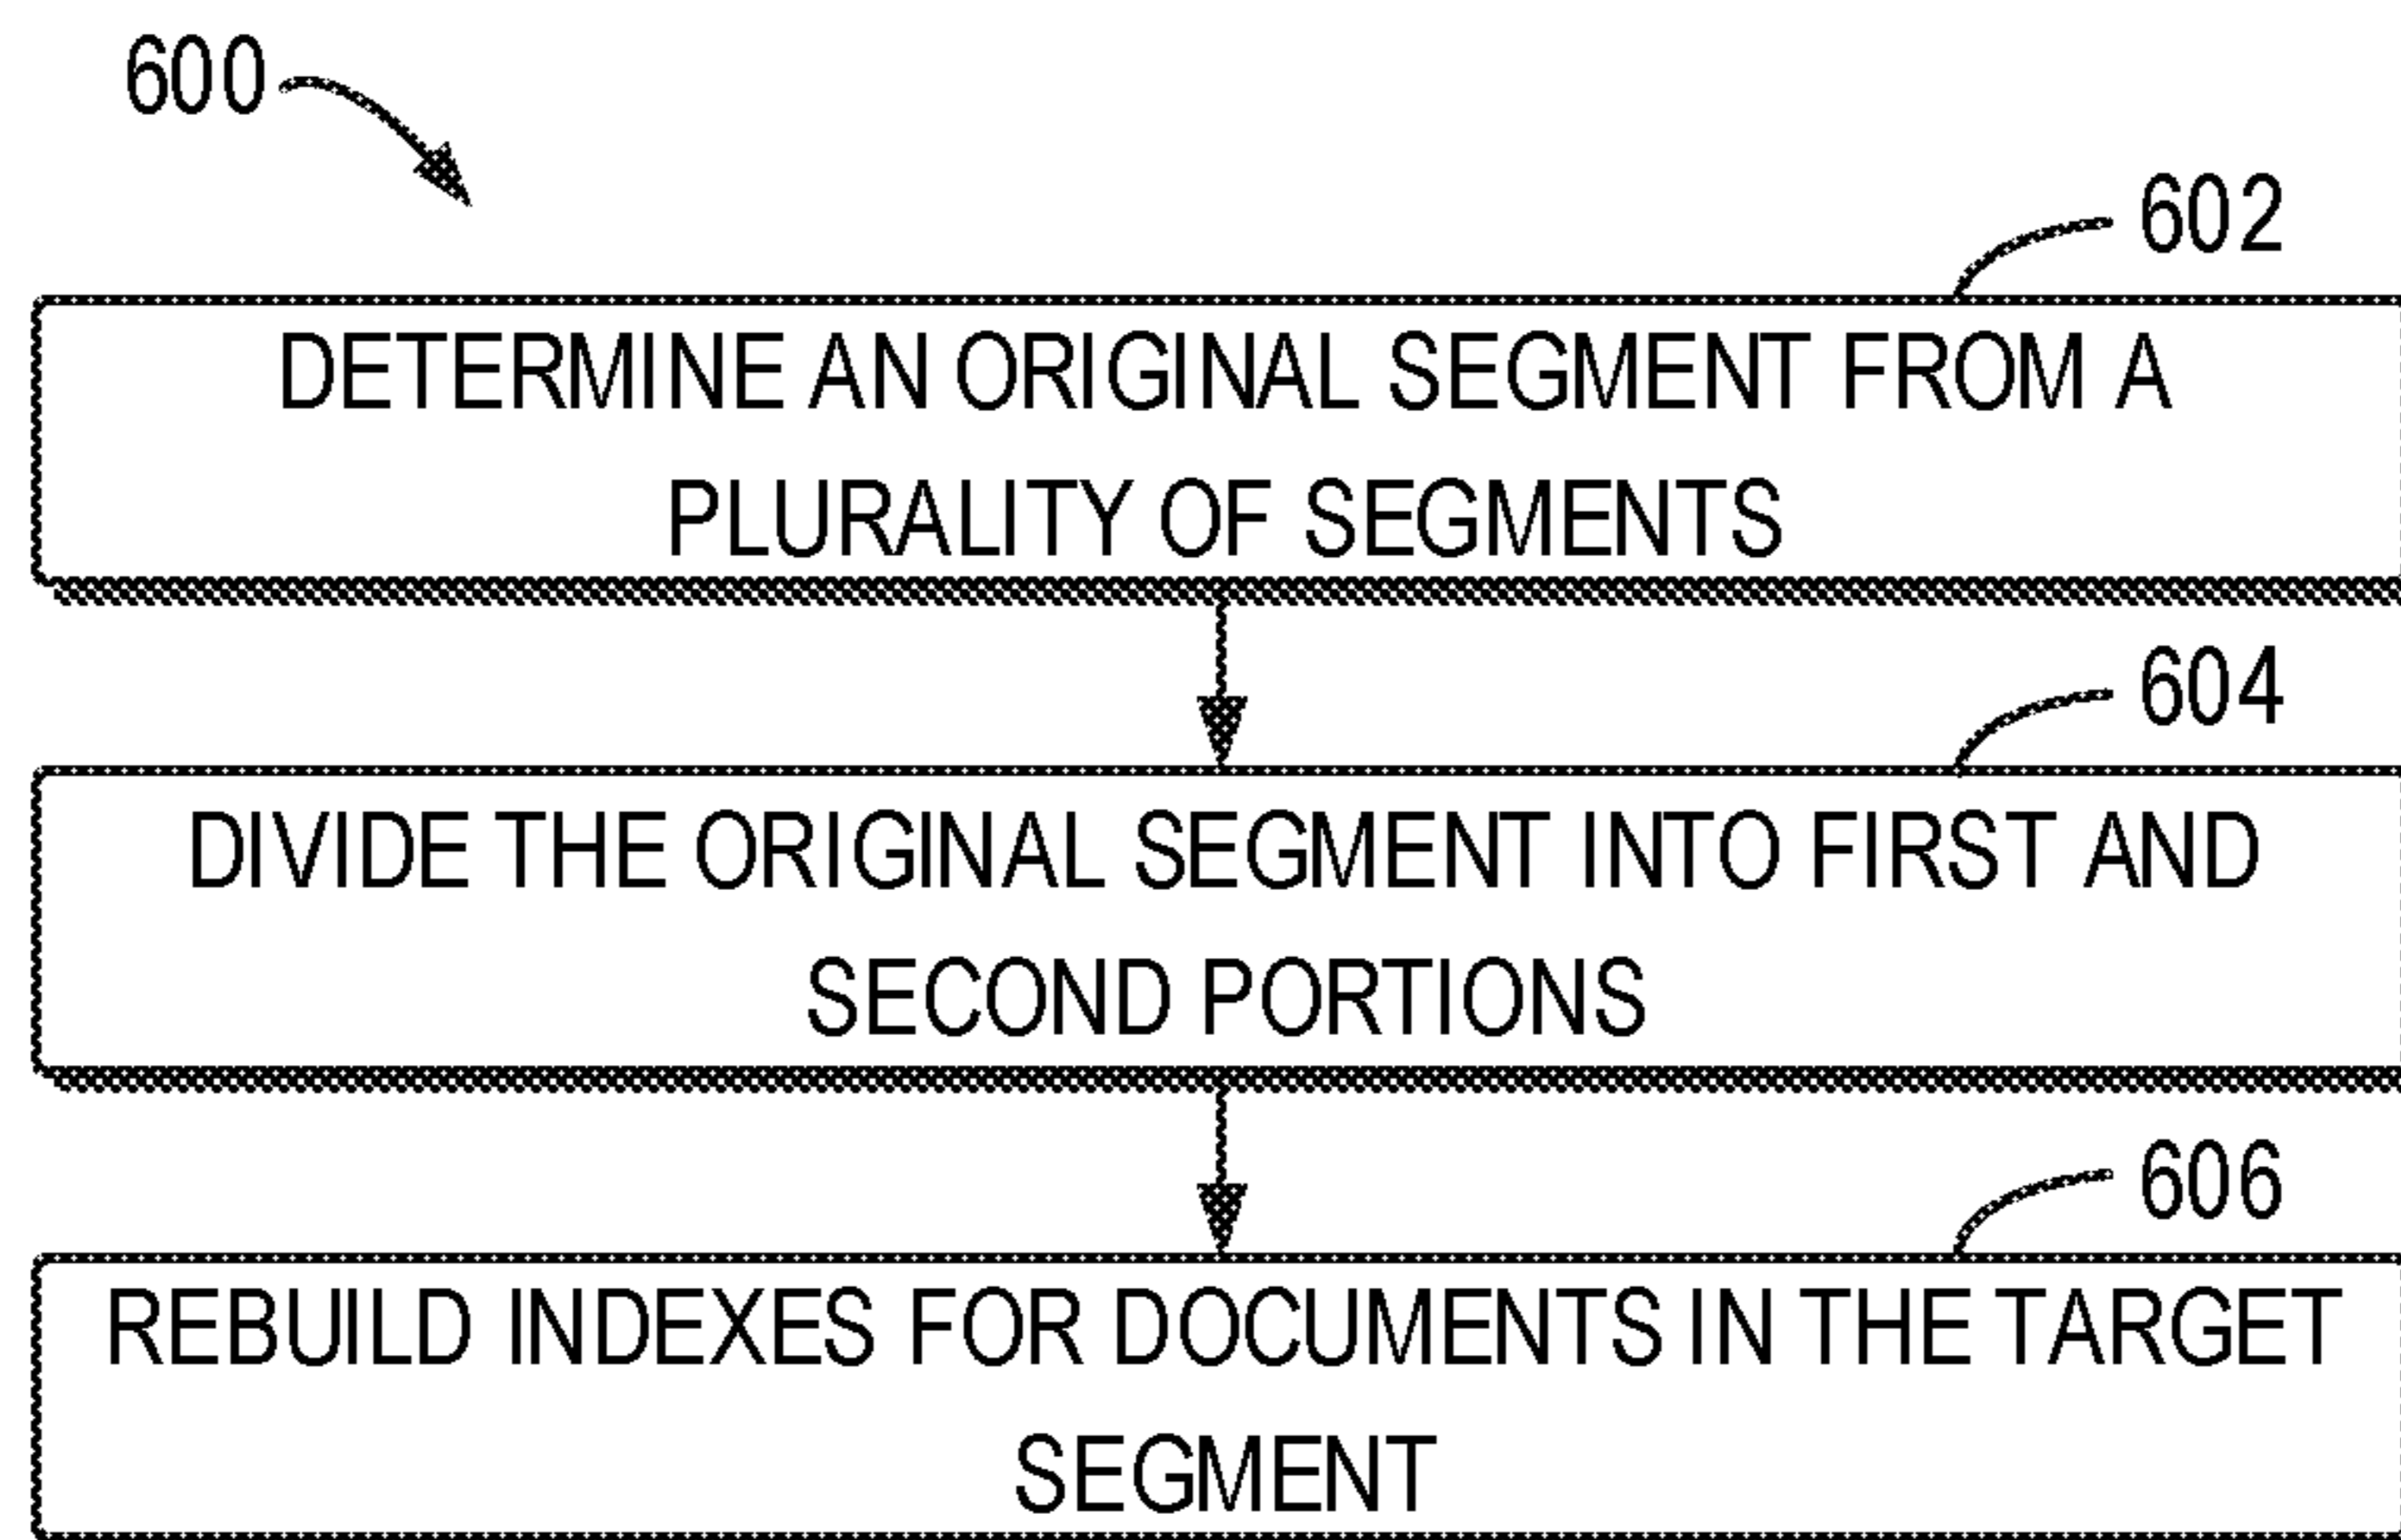 600
602
DETERMINE AN ORIGINAL SEGMENT FROM A
PLURALITY OF SEGMENTS
604
DIVIDE THE ORIGINAL SEGMENT INTO FIRST AND
SECOND PORTIONS
606
REBUILD INDEXES FOR DOCUMENTS IN THE TARGET
SEGMENT